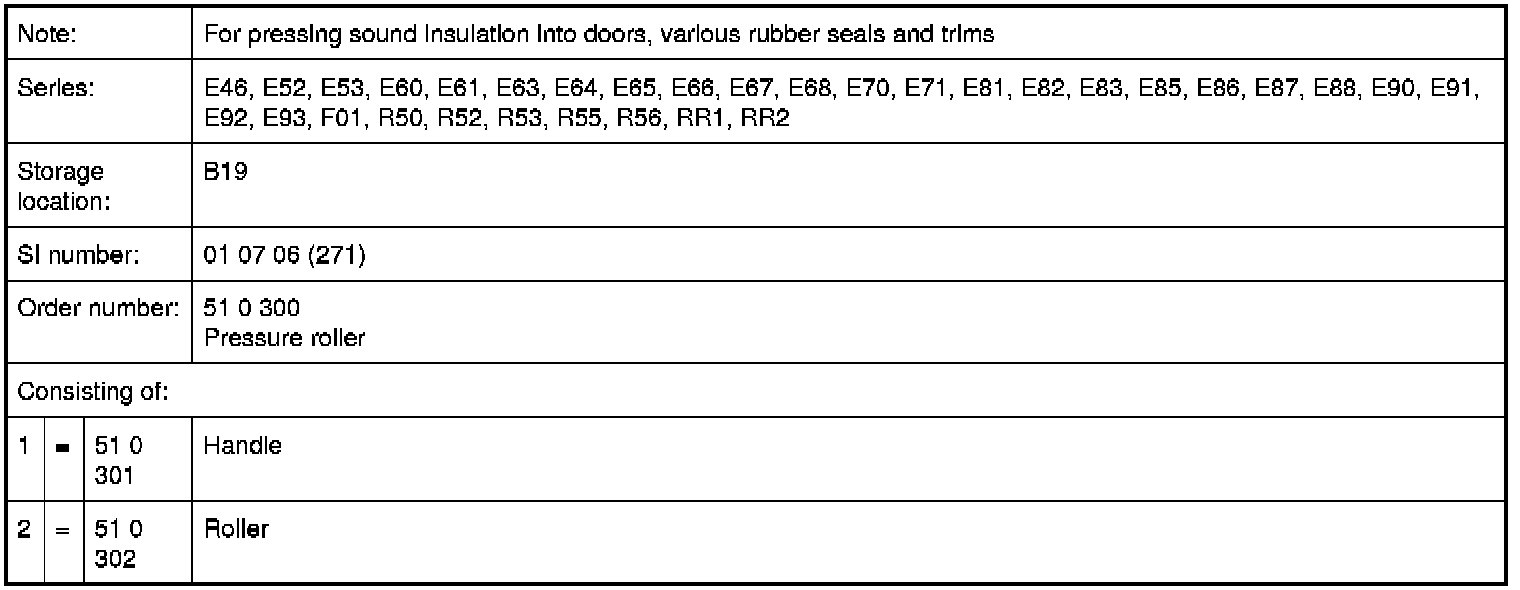 Note: For pressing sound insulation into doors, various rubber seals and trims
Series: E46, E52, E53, E60, E61, E63, E64, E65, E66, E67, E68, E70, E71, E81, E82, E83, E85, E86, E87, E88, E90, E91,
E92, E93, F01, R50, R52, R53, R55, R56, RR1, RR2
Storage B19
location:
SI number: 01 07 06 (271)
Order number: 51 0 300
Pressure roller
Consisting of:
1 = 51 0 Handle
301
2 = 51 0 Roller
302